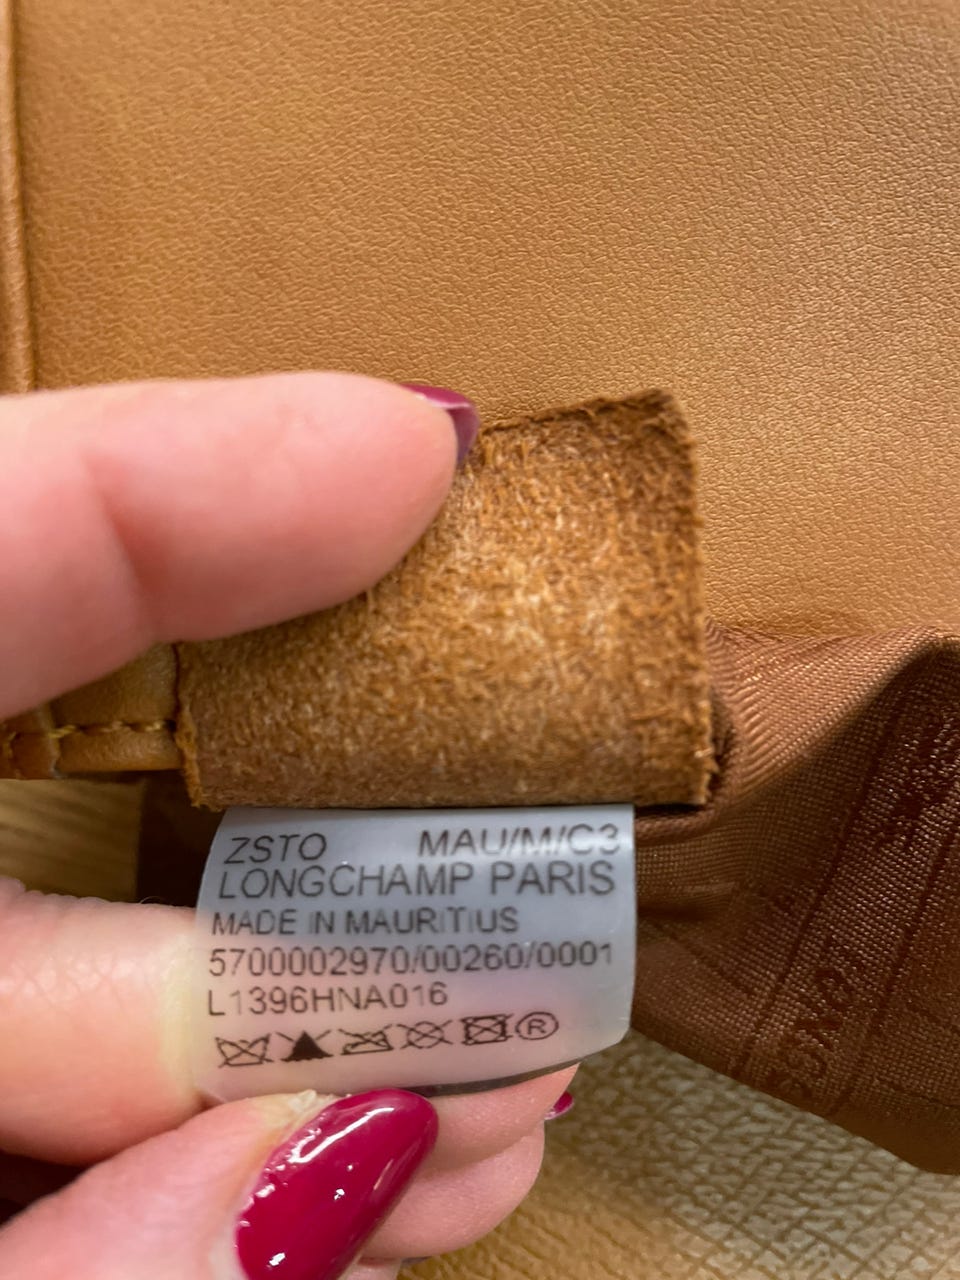 ZSTO MAU/M/C3
LONGCHAMP PARIS
MADE IN MAURITIUS
5700002970/00260/0001
L1396HNA016
®